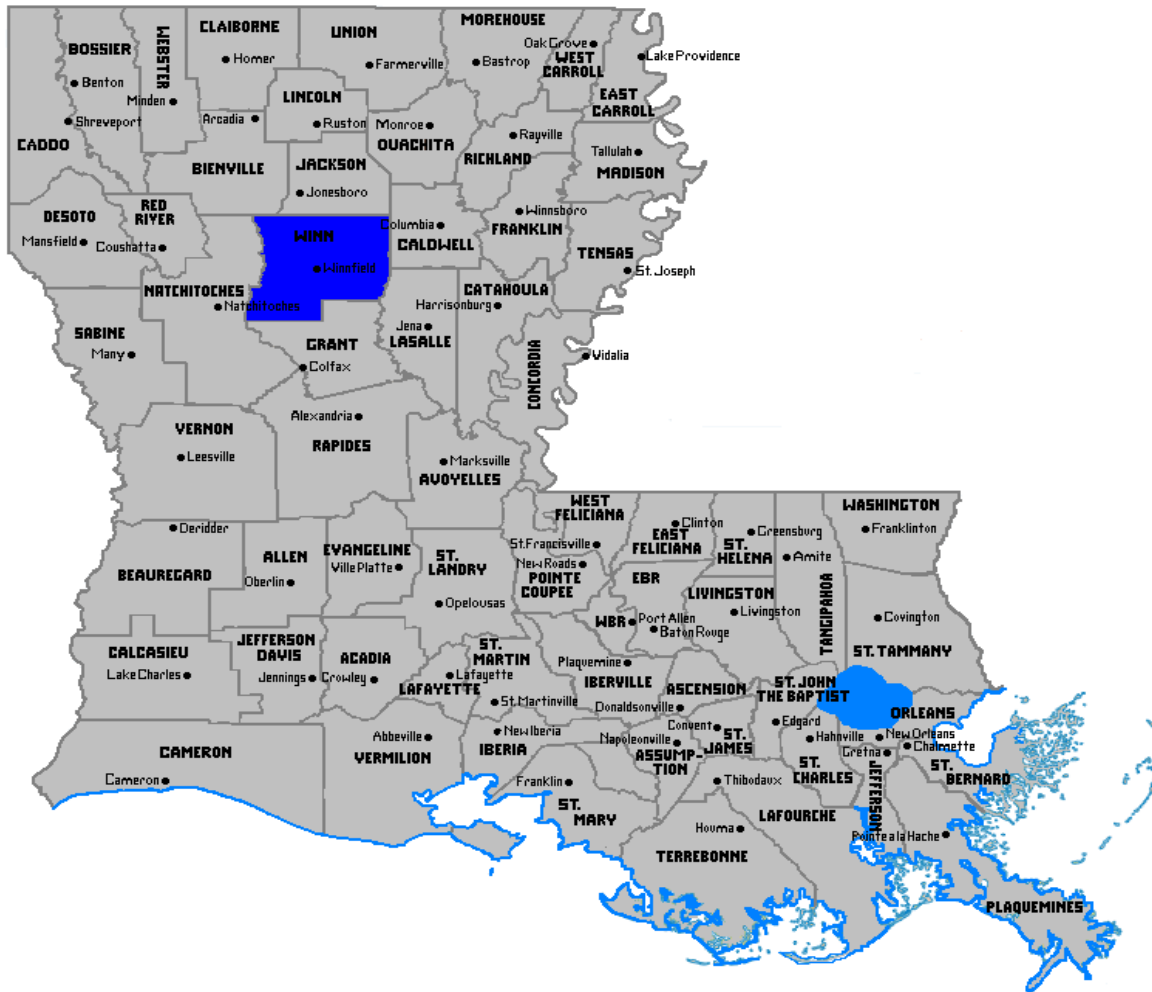 MOREHOUSE
CLAIBORNE
UNION
WEBSTER
BOSSIER
Oak Grove
WEST
CARROLL
Lake Providence
Homer
Farmerville
Bastrop
Benton
EAST
CARROLL
LINCOLN
Minden
Shreveport
Arcadia
Ruston
Monroe
OUACHITA
Rayville
CADDO
RICHLAND
Tallulah
MADISON
BIENVILLE
JACKSON
Jonesboro
RED
RIVER
DESOTO
Mansfield
Coushatta
WINN
Winnfield
Columbia
CALDWELL
Winnsboro
FRANKLIN
TENSAS
St. Joseph
NATCHITOCHES
Natchitoches
CATAHOULA
Harrisonburg
SABINE
Many
GRANT
Colfax
Jena
LASALLE
CONCORDIA
Vidalia
Alexandria
RAPIDES
VERNON
Leesville
Marksville
AVOYELLES
WEST
FELICIANA
WASHINGTON
Franklinton
Deridder
Clinton
EAST
FELICIANA
Greensburg
ST.
HELENA
Amite
ALLEN
Oberlin
EVANGELINE
Ville Platte
ST.
LANDRY
St. Francisville
New Roads
POINTE
COUPEE
BEAUREGARD
EBR
LIVINGSTON
Livingston
TANGIPAHOA
Opelousas
WBR
Port Allen
Baton Rouge
Covington
ST. TAMMANY
CALCASIEU
Lake Charles
JEFFERSON
DAVIS
Jennings
ACADIA
Crowley
LAFAYETTE
Lafayette
ST.
MARTIN
St. Martinville
Plaquemine
IBERVILLE
ASCENSION
Donaldsonville
ST. JOHN
THE BAPTIST
Edgard
ORLEANS
New Orleans
CAMERON
Cameron
Abbeville
VERMILION
New Iberia
IBERIA
Convent
ST.
JAMES
Napoleonville
ASSUMP-
TION
Hahnville
ST.
CHARLES
Gretna
Chalmette
JEFFERSON
ST.
BERNARD
Franklin
ST.
MARY
Thibodaux
LAFOURCHE
Houma
TERREBONNE
Pointe a la Hache
PLAQUEMINES